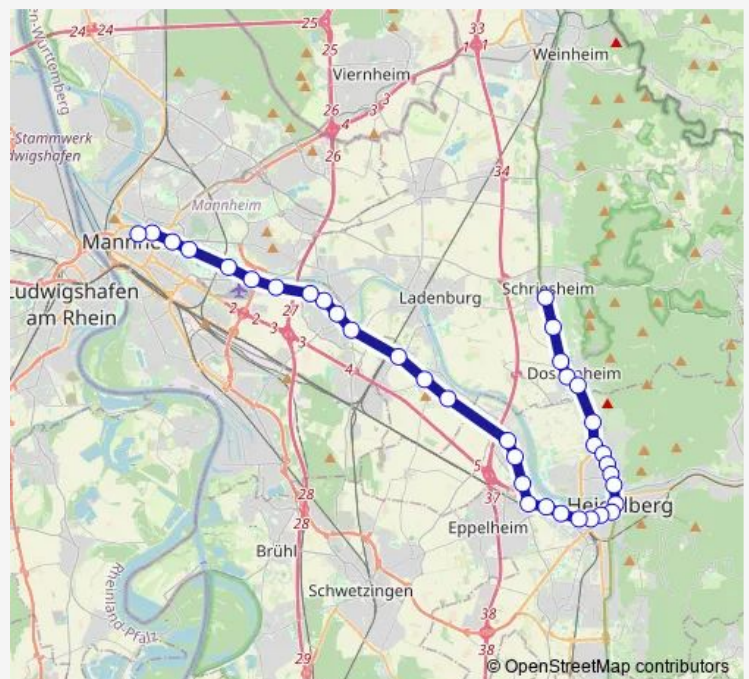 en-Württemberg
24
24
25
25
33
1
1
Weinheim
Viernheim
3
3
26
4
26
Stammwerk
dwigshafen
34
Mannheim
Mannhe
Ludwigshafen
am Rhein
2
2
27
3
3
Ladenburg
Schriesheim
4
Dossenheim
5
37
Heidelberg
28
28
Eppelheim
Brühl
Rheinland-Pfalz
Schwetzingen
38
38
29
© OpenStreetMap contributors